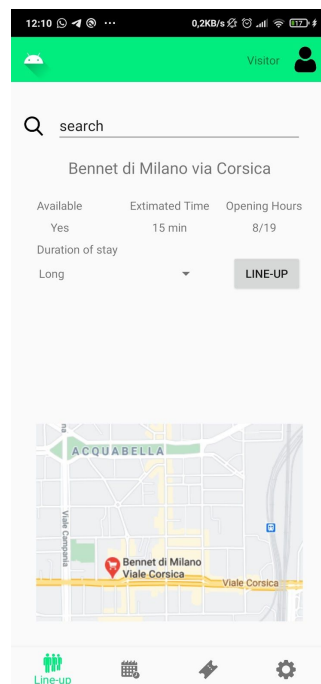 12:10 ... 0,2KB/s 117
Visitor
search
Bennet di Milano via Corsica
Available Extimated Time Opening Hours
Yes 15 min 8/19
Duration of stay
Long LINE-UP
na
ACQUABELLA
Viale Campania
Bennet di Milano
Viale Corsica
Viale Corsica
Line-up